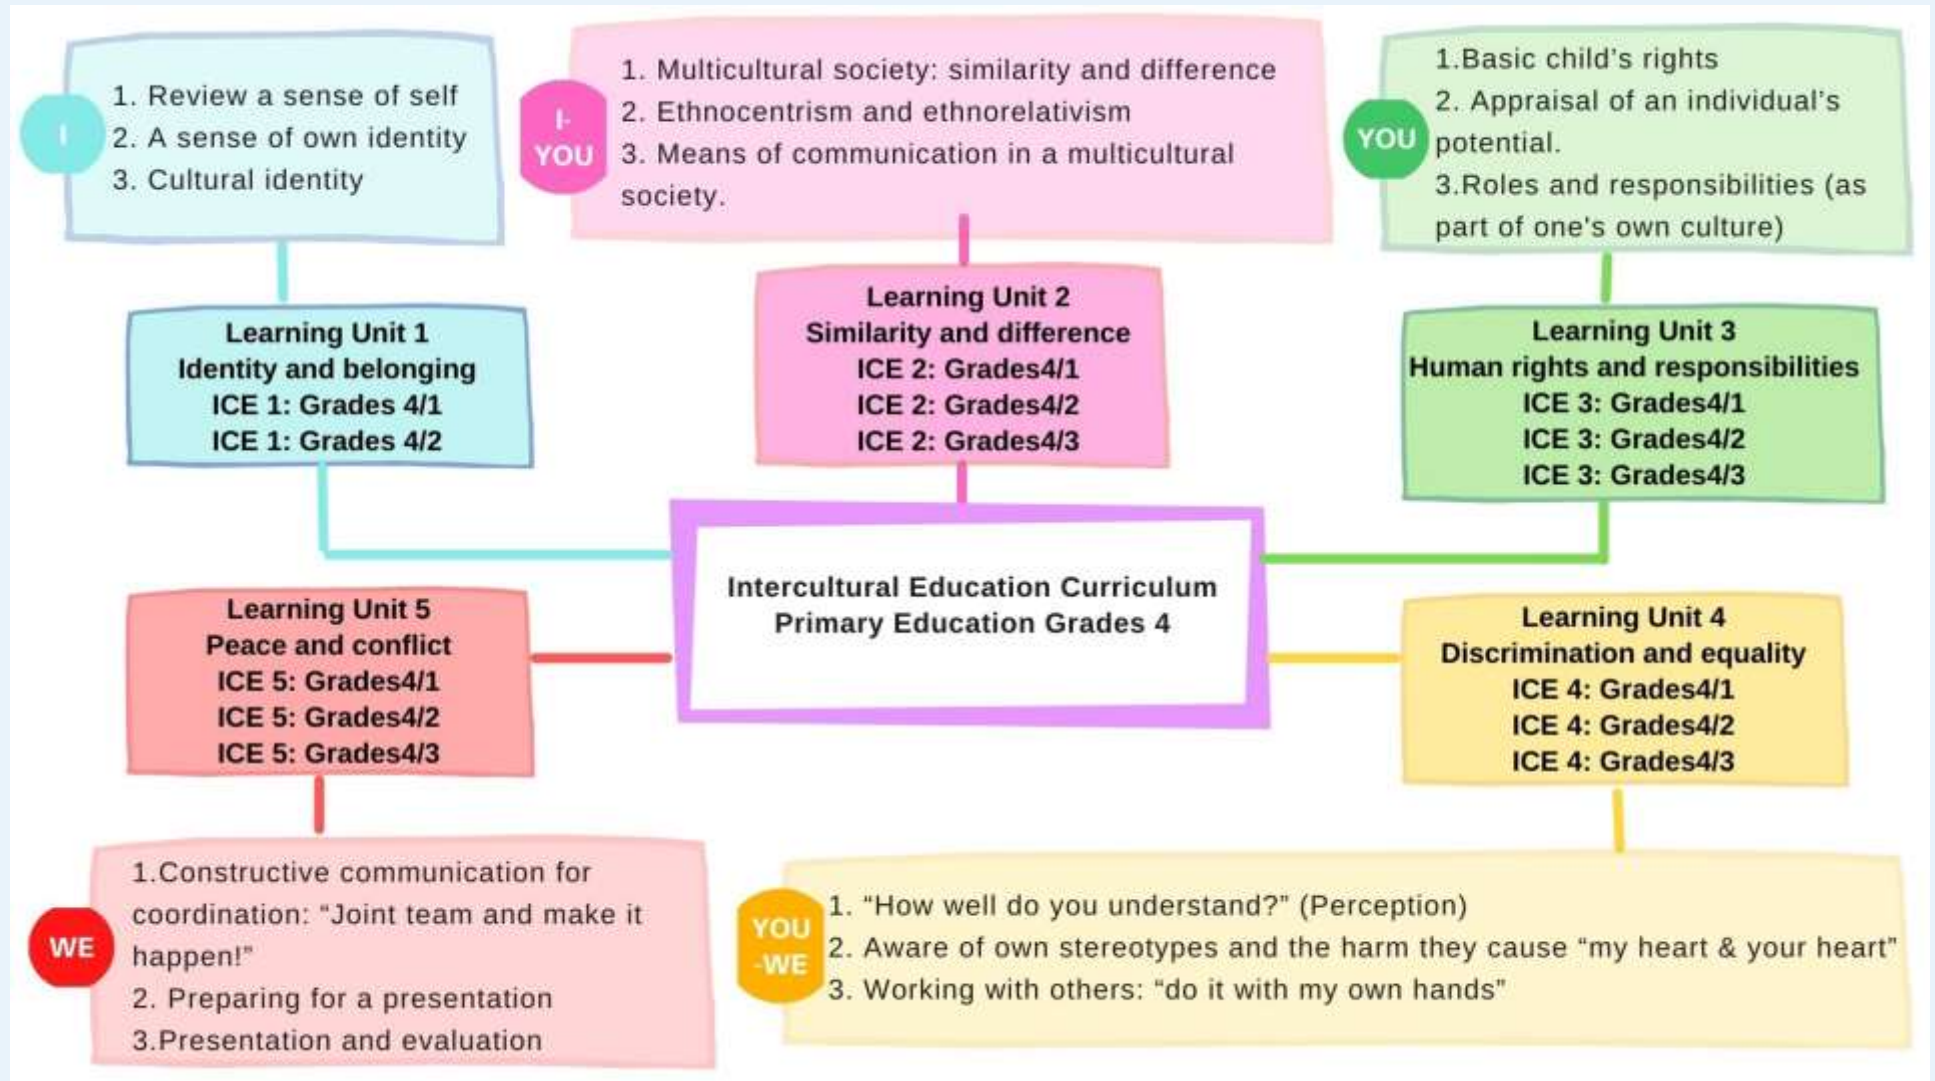 I
1. Review a sense of self
2. A sense of own identity
3. Cultural identity
I-
YOU
1. Multicultural society: similarity and difference
2. Ethnocentrism and ethnorelativism
3. Means of communication in a multicultural
society.
YOU
1.Basic child’s rights
2. Appraisal of an individual’s
potential.
3.Roles and responsibilities (as
part of one's own culture)
Learning Unit 1
Identity and belonging
ICE 1: Grades 4/1
ICE 1: Grades 4/2
Learning Unit 2
Similarity and difference
ICE 2: Grades4/1
ICE 2: Grades4/2
ICE 2: Grades4/3
Learning Unit 3
Human rights and responsibilities
ICE 3: Grades4/1
ICE 3: Grades4/2
ICE 3: Grades4/3
Intercultural Education Curriculum
Primary Education Grades 4
Learning Unit 5
Peace and conflict
ICE 5: Grades4/1
ICE 5: Grades4/2
ICE 5: Grades4/3
Learning Unit 4
Discrimination and equality
ICE 4: Grades4/1
ICE 4: Grades4/2
ICE 4: Grades4/3
WE
1.Constructive communication for
coordination: “Joint team and make it
happen!”
2. Preparing for a presentation
3.Presentation and evaluation
YOU
-WE
1. “How well do you understand?” (Perception)
2. Aware of own stereotypes and the harm they cause “my heart & your heart”
3. Working with others: “do it with my own hands”